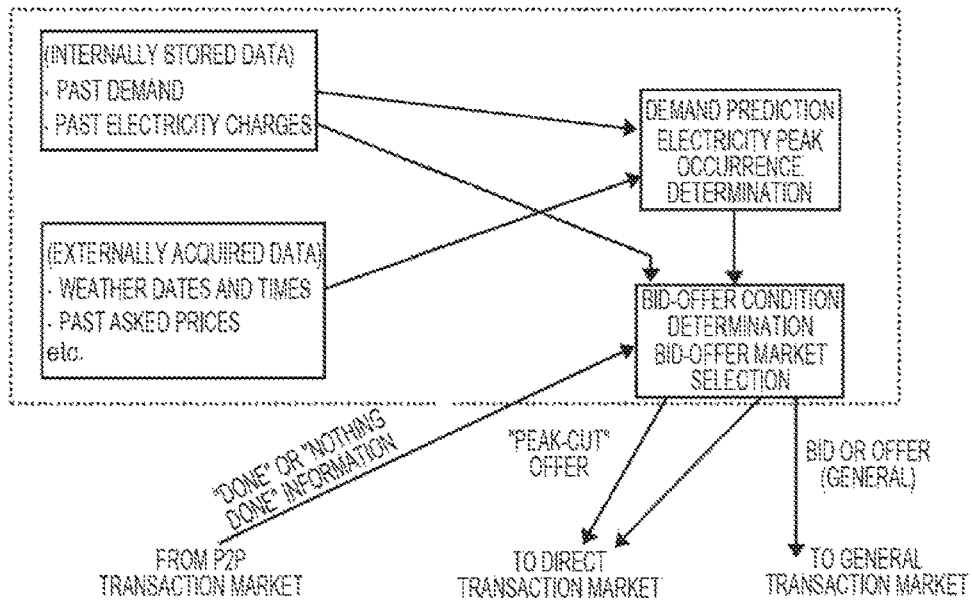 (INTERNALLY STORED DATA)
- PAST DEMAND
- PAST ELECTRICITY CHARGES
DEMAND PREDICTION
ELECTRICITY PEAK
OCCURRENCE
DETERMINATION
(EXTERNALLY ACQUIRED DATA)
- WEATHER DATES AND TIMES
- PAST ASKED PRICES
etc.
BID-OFFER CONDITION
DETERMINATION
BID-OFFER MARKET
SELECTION
"DONE" OR "NOTHING
DONE" INFORMATION
"PEAK-CUT"
OFFER
BID OR OFFER
(GENERAL)
FROM P2P
TRANSACTION MARKET
TO DIRECT
TRANSACTION MARKET
TO GENERAL
TRANSACTION MARKET